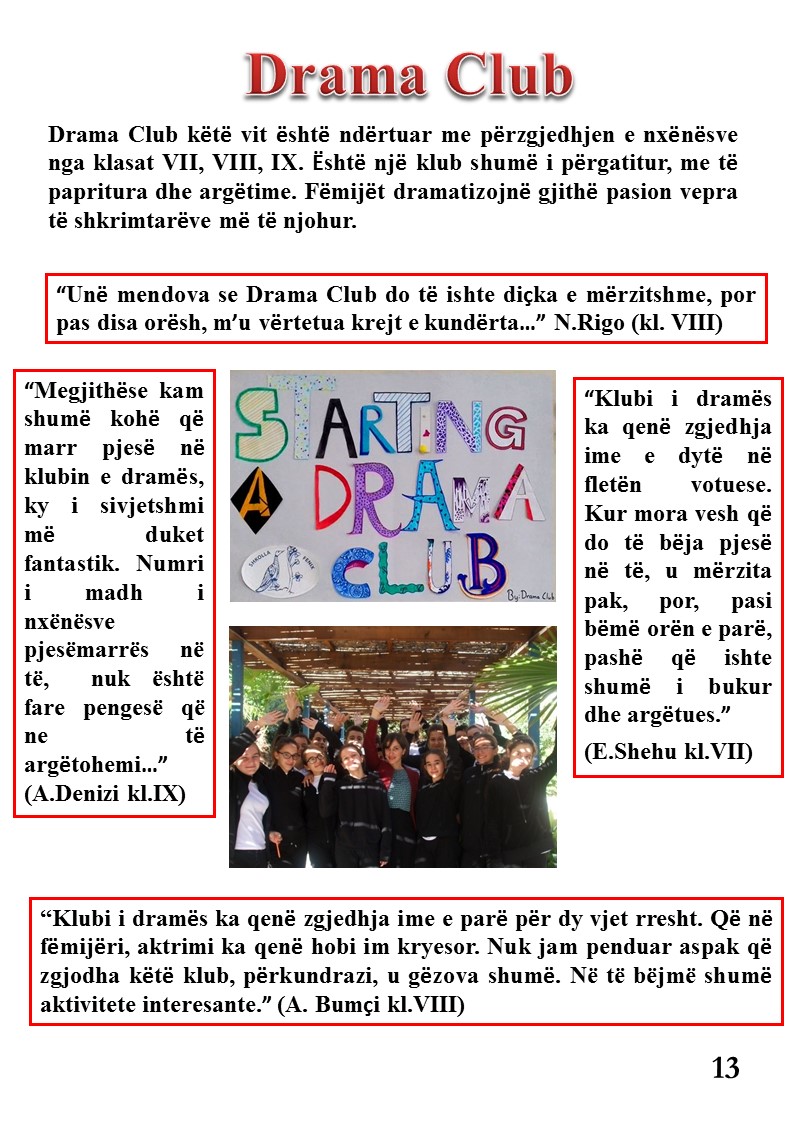 Drama Club
Drama Club këtë vit është ndërtuar me përzgjedhjen e nxënësve
nga klasat VII, VIII, IX. Është një klub shumë i përgatitur, me të
papritura dhe argëtime. Fëmijët dramatizojnë gjithë pasion vepra
të shkrimtarëve më të njohur.
“Unë mendova se Drama Club do të ishte diçka e mërzitshme, por
pas disa orësh, m’u vërtetua krejt e kundërta…” N.Rigo (kl. VIII)
“Megjithëse kam
shumë kohë që
marr pjesë në
klubin e dramës,
ky i sivjetshmi
më duket
fantastik. Numri
i madh i
nxënësve
pjesëmarrës në
të, nuk është
fare pengesë që
ne të
argëtohemi…”
(A.Denizi kl.IX)
STARTING
A DRAMA
CLUB
SHKOLLA FENIX
By: Drama Club
“Klubi i dramës
ka qenë zgjedhja
ime e dytë në
fletën votuese.
Kur mora vesh që
do të bëja pjesë
në të, u mërzita
pak, por, pasi
bëmë orën e parë,
pashë që ishte
shumë i bukur
dhe argëtues.”
(E.Shehu kl.VII)
“Klubi i dramës ka qenë zgjedhja ime e parë për dy vjet rresht. Që në
fëmijëri, aktrimi ka qenë hobi im kryesor. Nuk jam penduar aspak që
zgjodha këtë klub, përkundrazi, u gëzova shumë. Në të bëjmë shumë
aktivitete interesante.” (A. Bumçi kl.VIII)
13